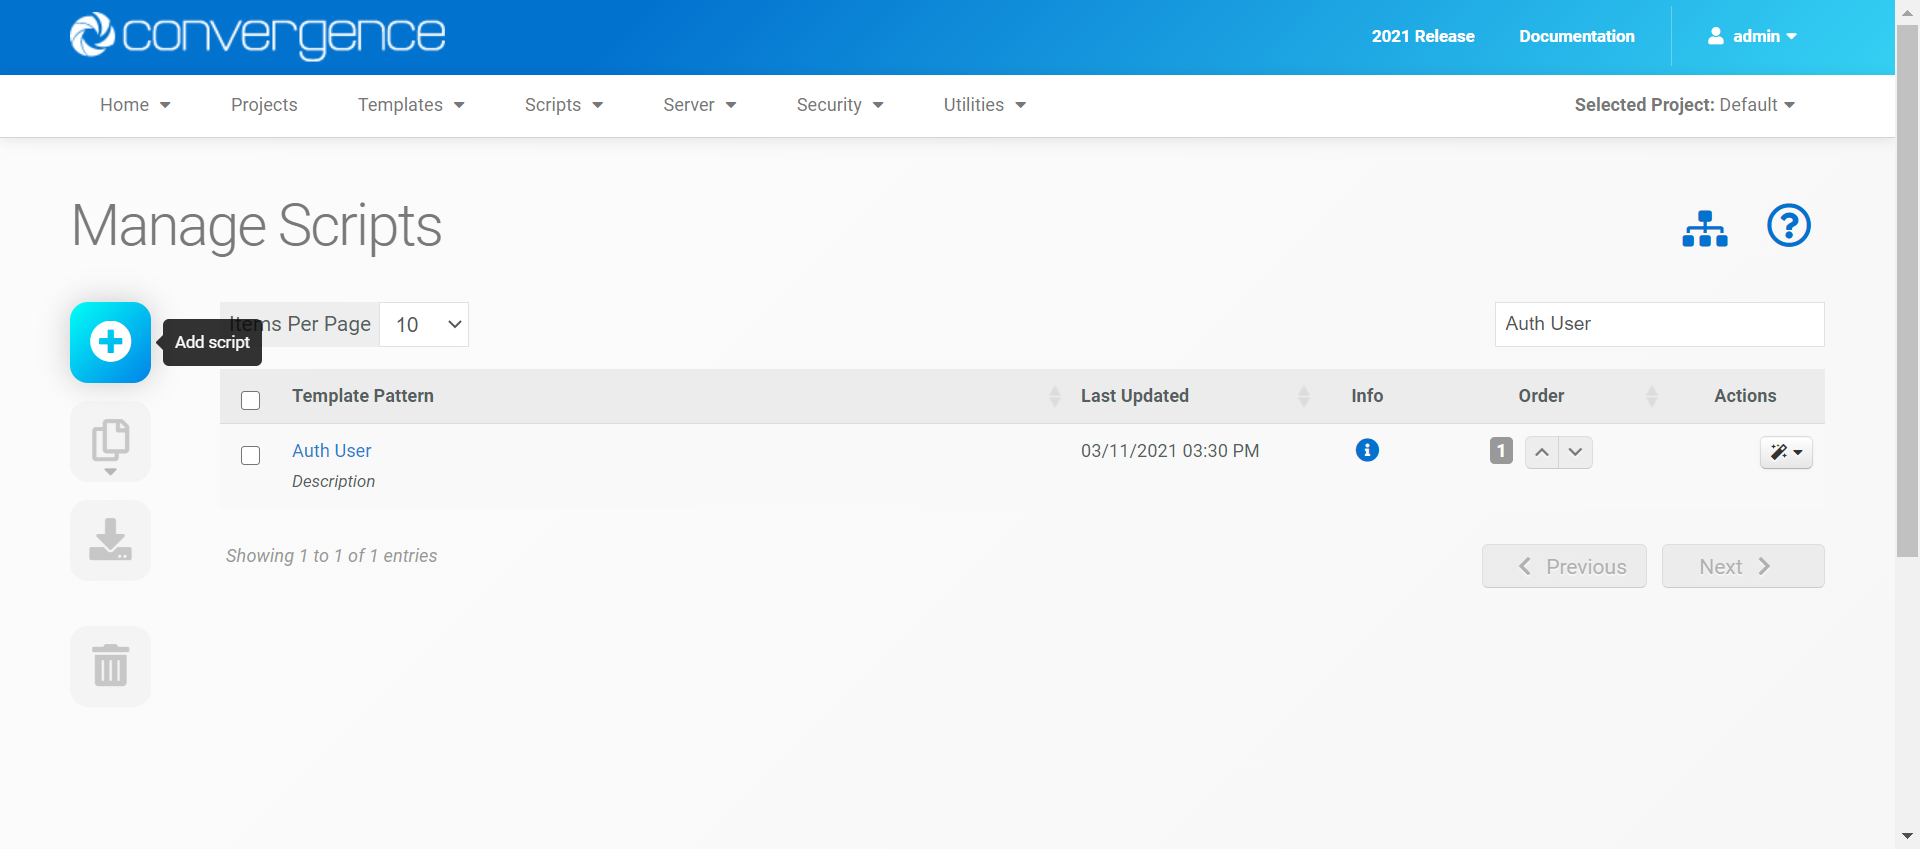 convergence
2021 Release Documentation admin
Home Projects Templates Scripts Server Security Utilities Selected Project: Default
Manage Scripts
Items Per Page 10 Auth User
Add script
Template Pattern Last Updated Info Order Actions
Auth User 03/11/2021 03:30 PM 1
Description
Showing 1 to 1 of 1 entries
Previous Next